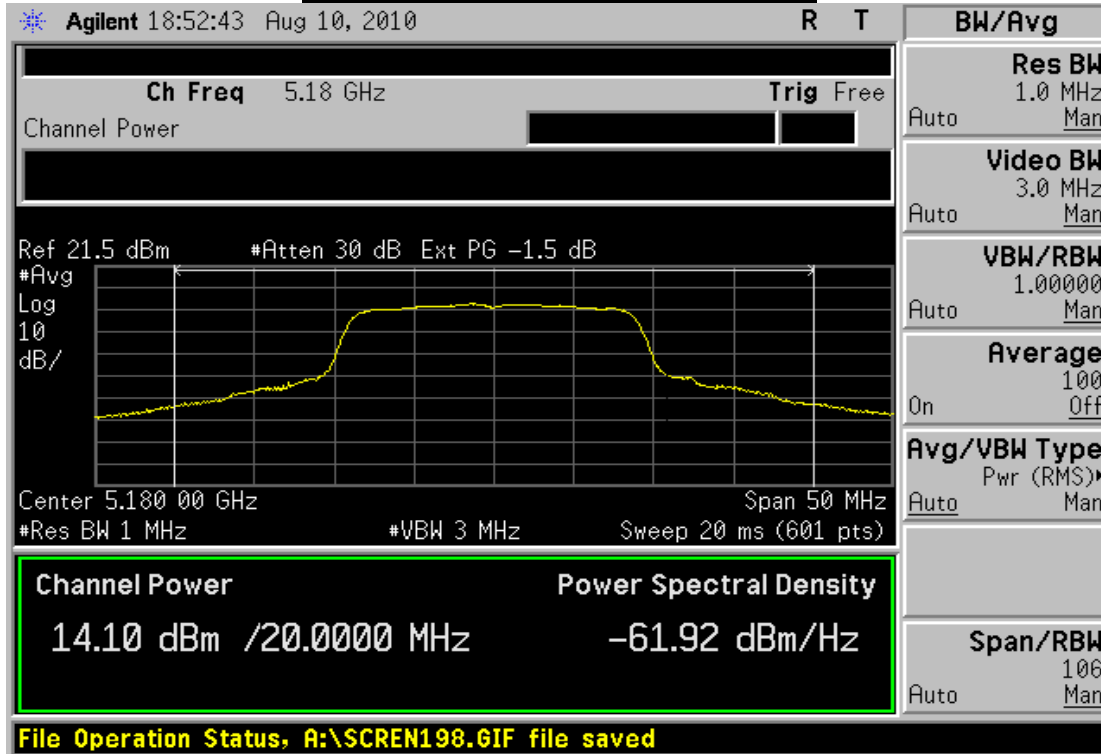 Agilent 18:52:43 Aug 10, 2010 R T
Ch Freq 5.18 GHz Trig Free
Channel Power
Ref 21.5 dBm #Atten 30 dB Ext PG -1.5 dB
#Avg
Log
10
dB/
Center 5.180 00 GHz Span 50 MHz
#Res BW 1 MHz #VBW 3 MHz Sweep 20 ms (601 pts)
Channel Power Power Spectral Density
14.10 dBm /20.0000 MHz -61.92 dBm/Hz
File Operation Status, A:\SCREN198.GIF file saved
BW/Avg
Res BW
1.0 MHz
Auto Man
Video BW
3.0 MHz
Auto Man
VBW/RBW
1.00000
Auto Man
Average
100
On Off
Avg/VBW Type
Pwr (RMS)
Auto Man
Span/RBW
106
Auto Man